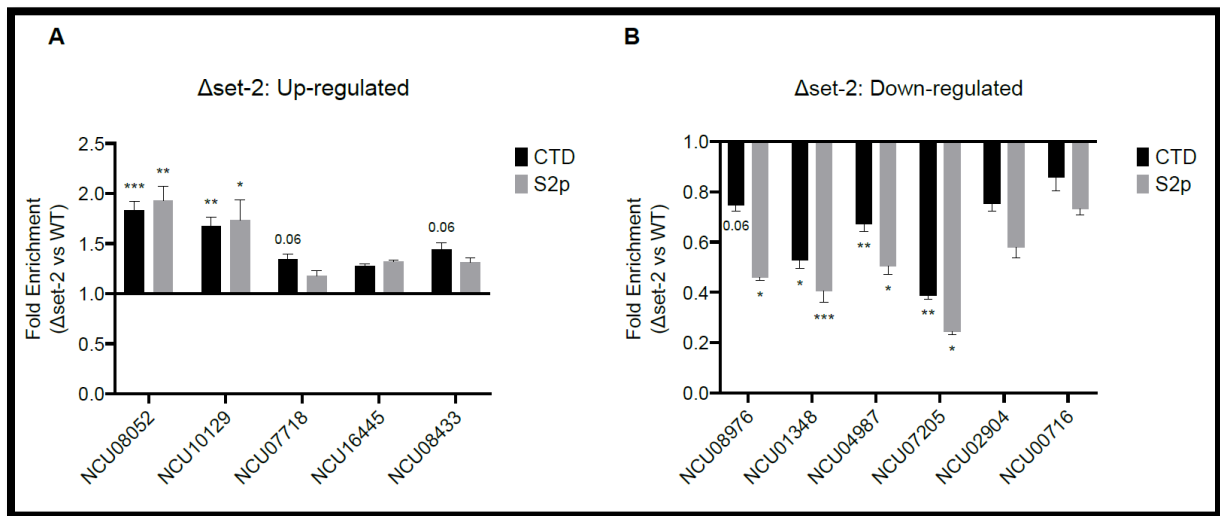 A
Δset-2: Up-regulated
Fold Enrichment
(Δset-2 vs WT)
2.5
2.0
1.5
1.0
0.5
0.0
***
**
**
*
0.06
0.06
CTD
S2p
NCU08052
NCU10129
NCU07718
NCU16445
NCU08433
B
Δset-2: Down-regulated
Fold Enrichment
(Δset-2 vs WT)
1.0
0.8
0.6
0.4
0.2
0.0
0.06
*
*
***
**
*
**
*
CTD
S2p
NCU08976
NCU01348
NCU04987
NCU07205
NCU02904
NCU00716